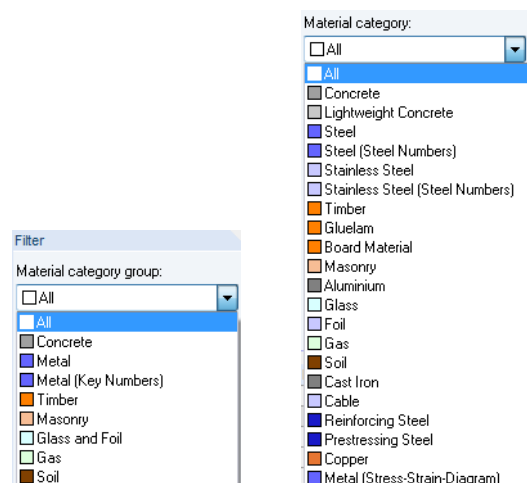 Filter
Material category group:
All
All
Concrete
Metal
Metal (Key Numbers)
Timber
Masonry
Glass and Foil
Gas
Soil
Material category:
All
All
Concrete
Lightweight Concrete
Steel
Steel (Steel Numbers)
Stainless Steel
Stainless Steel (Steel Numbers)
Timber
Gluelam
Board Material
Masonry
Aluminium
Glass
Foil
Gas
Soil
Cast Iron
Cable
Reinforcing Steel
Prestressing Steel
Copper
Metal (Stress-Strain-Diagram)